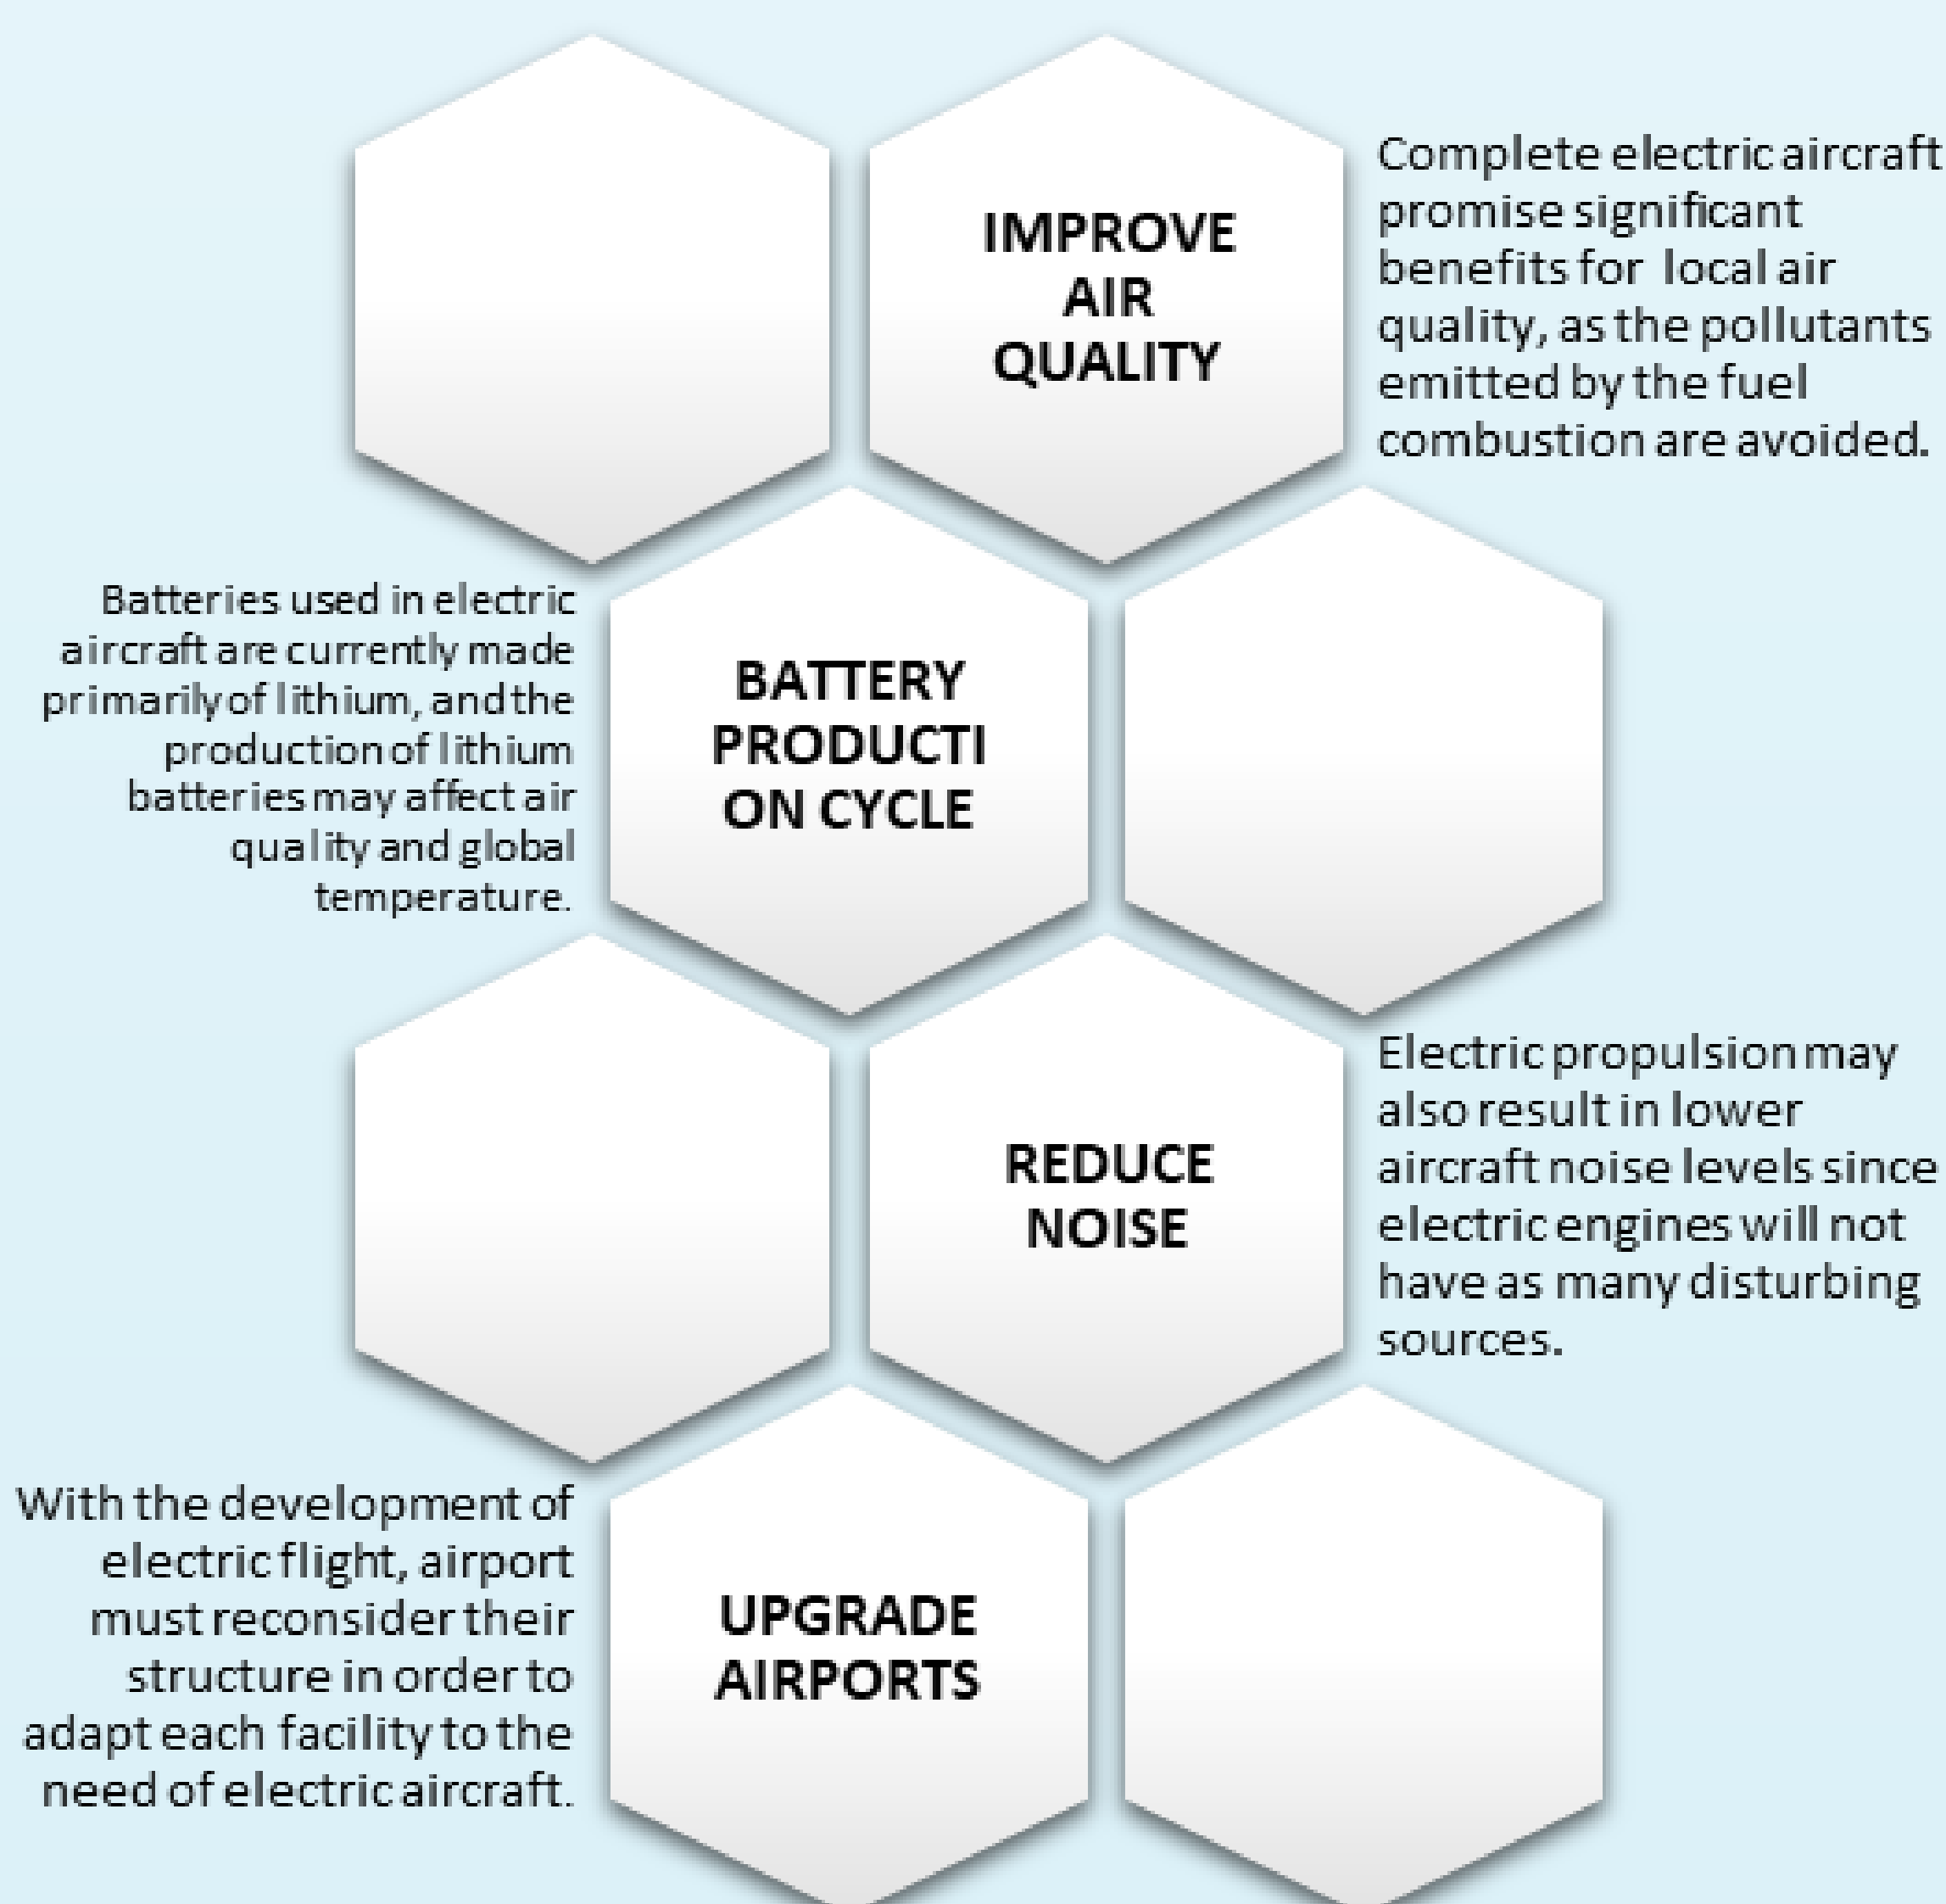 IMPROVE
AIR
QUALITY
Complete electric aircraft
promise significant
benefits for local air
quality, as the pollutants
emitted by the fuel
combustion are avoided.
Batteries used in electric
aircraft are currently made
primarily of lithium, and the
production of lithium
batteries may affect air
quality and global
temperature.
BATTERY
PRODUCTI
ON CYCLE
REDUCE
NOISE
Electric propulsion may
also result in lower
aircraft noise levels since
electric engines will not
have as many disturbing
sources.
With the development of
electric flight, airport
must reconsider their
structure in order to
adapt each facility to the
need of electric aircraft.
UPGRADE
AIRPORTS